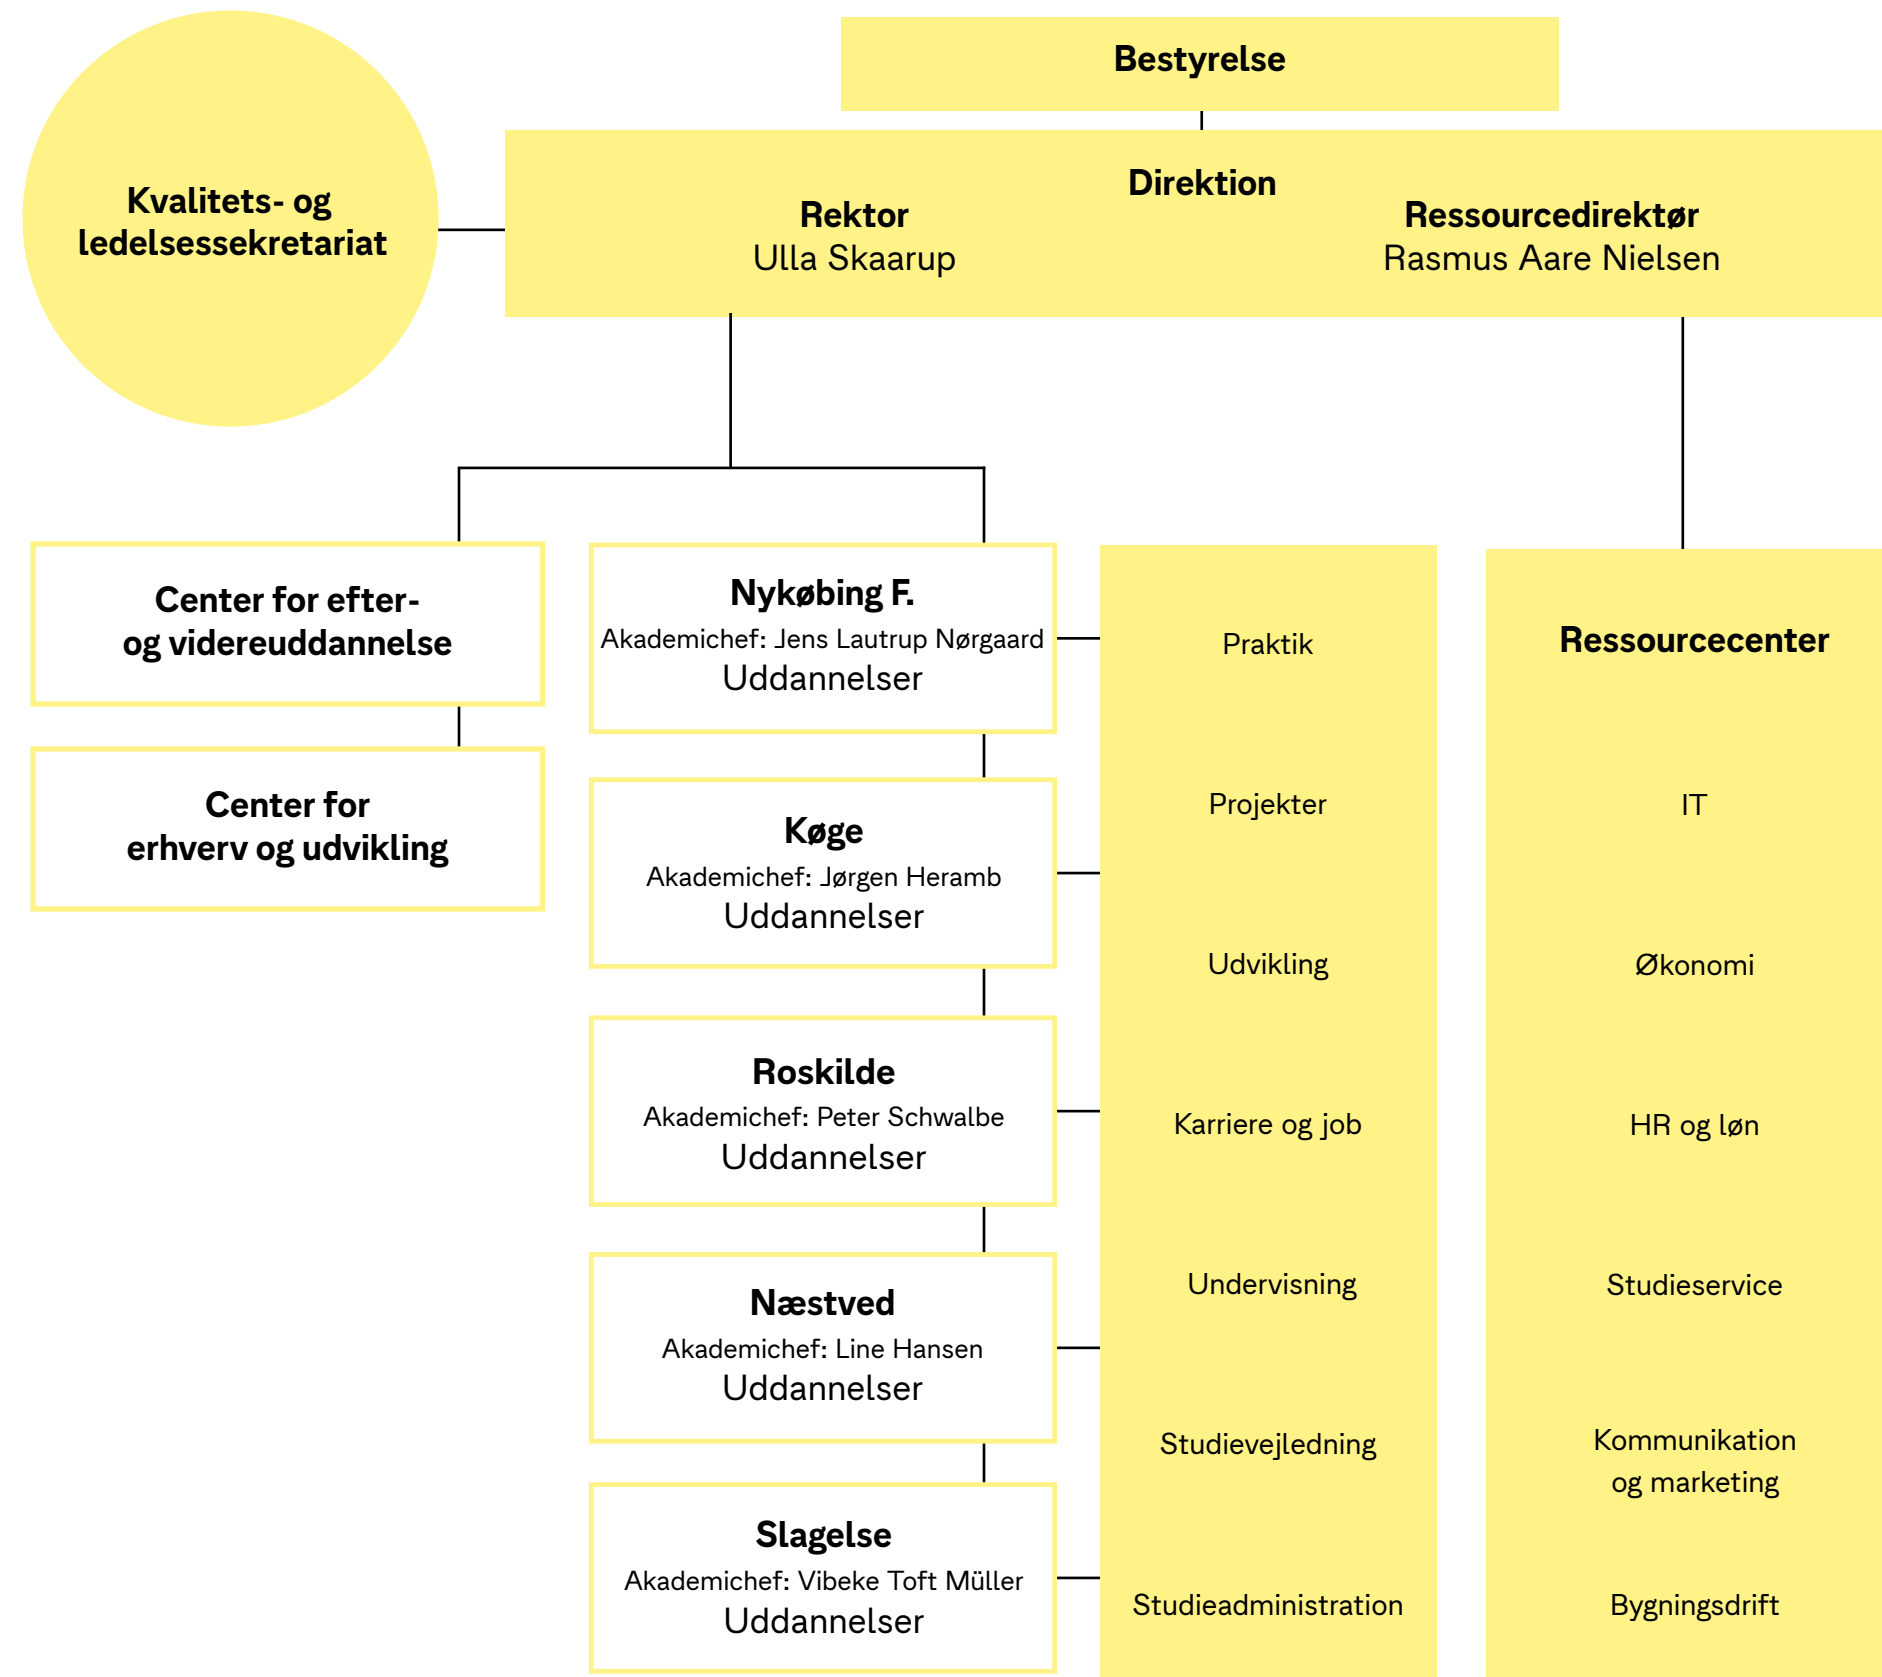 Bestyrelse
Kvalitets- og
ledelsessekretariat
Direktion
Rektor
Ulla Skaarup
Ressourcedirektør
Rasmus Aare Nielsen
Center for efter-
og videreuddannelse
Center for
erhverv og udvikling
Nykøbing F.
Akademichef: Jens Lautrup Nørgaard
Uddannelser
Køge
Akademichef: Jørgen Heramb
Uddannelser
Roskilde
Akademichef: Peter Schwalbe
Uddannelser
Næstved
Akademichef: Line Hansen
Uddannelser
Slagelse
Akademichef: Vibeke Toft Müller
Uddannelser
Praktik
Projekter
Udvikling
Karriere og job
Undervisning
Studievejledning
Studieadministration
Ressourcecenter
IT
Økonomi
HR og løn
Studieservice
Kommunikation
og marketing
Bygningsdrift